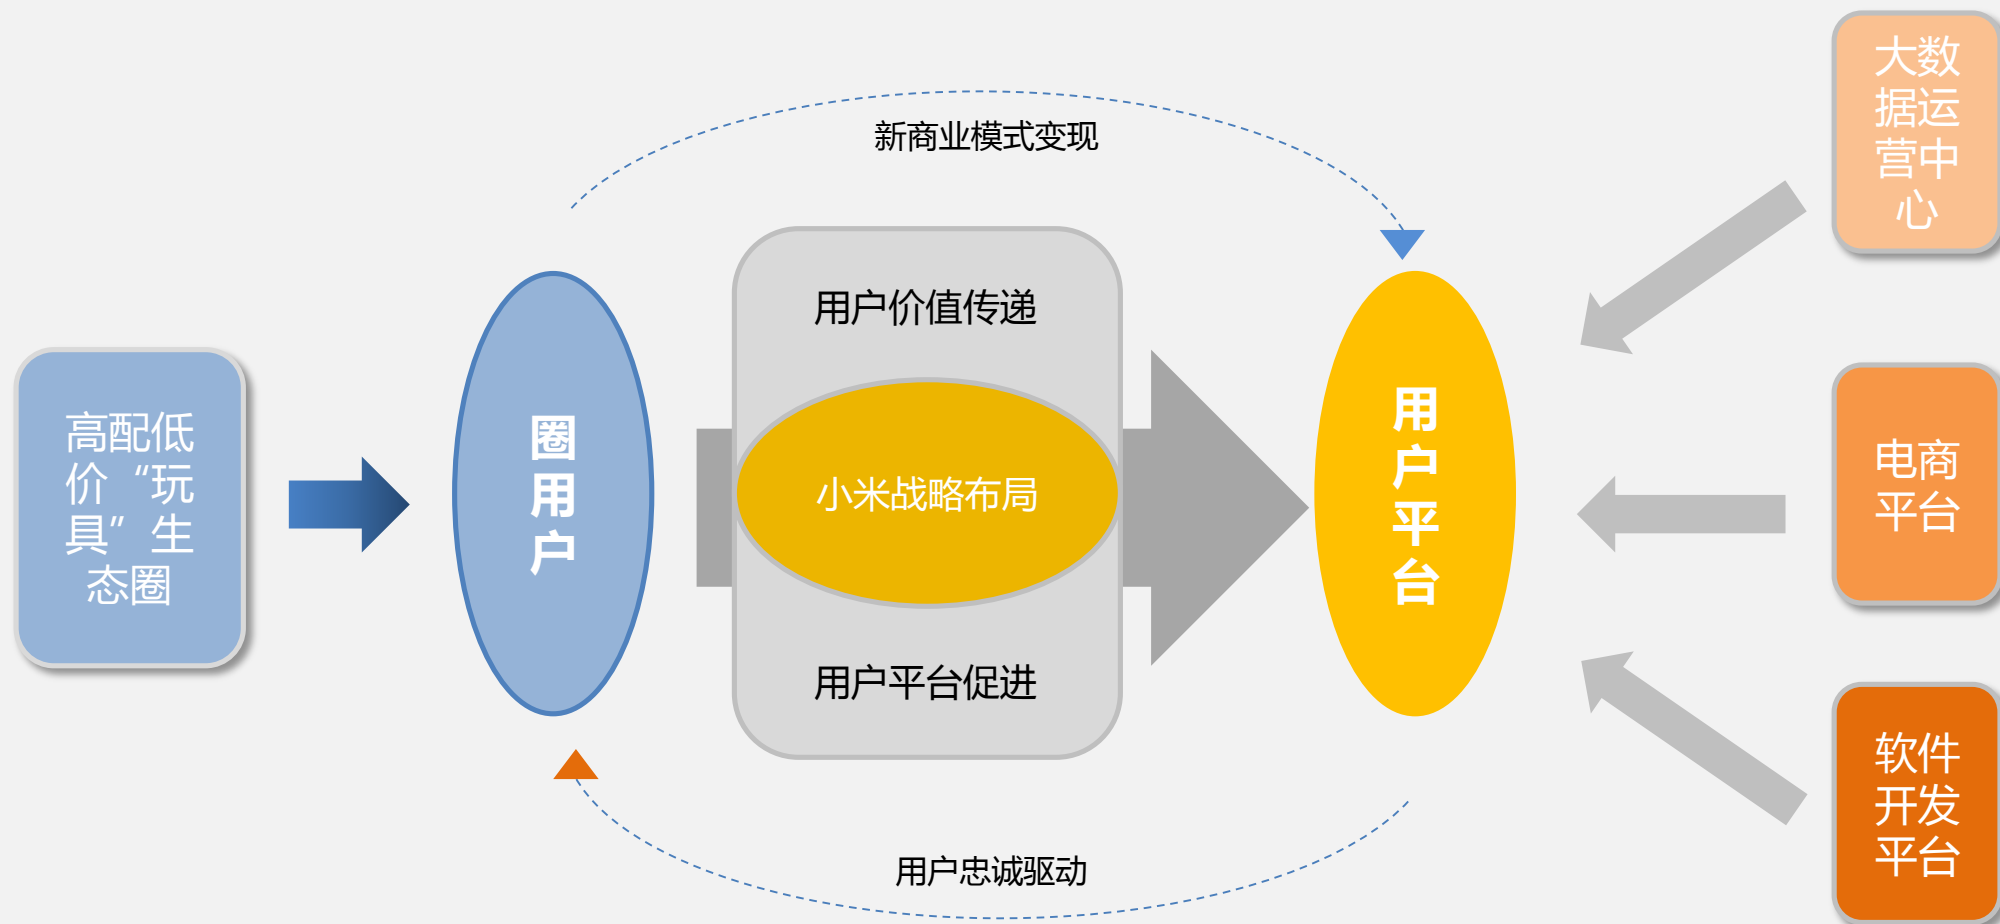 新商业模式变现
高配低
价“玩
具”生
态圈
圈
用
户
用户价值传递
小米战略布局
用户平台促进
用
户
平
台
用户忠诚驱动
大数
据运
营中
心
电商
平台
软件
开发
平台